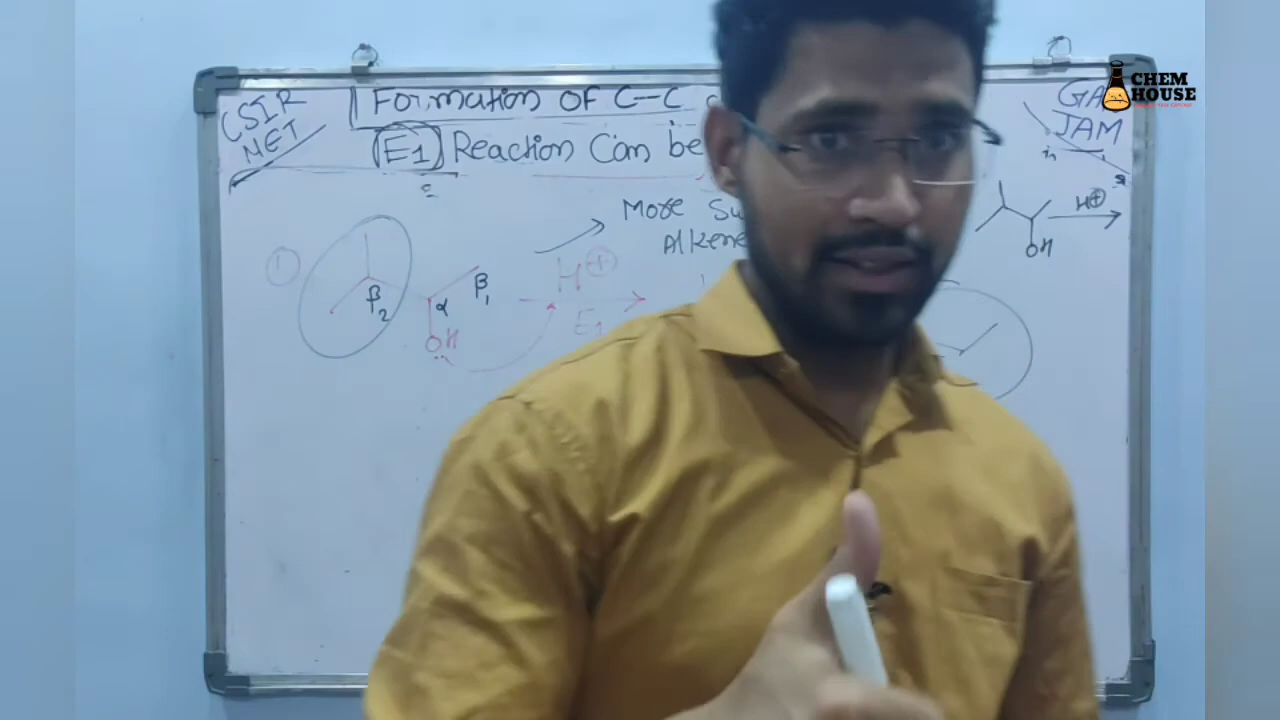 CSIR
NET
Formation OF C-C
E1 Reaction Can be
GA
JAM
CHEM
HOUSE
More Su
Alkene
1
β2
α
β1
OH
H+
E1
H+
OH